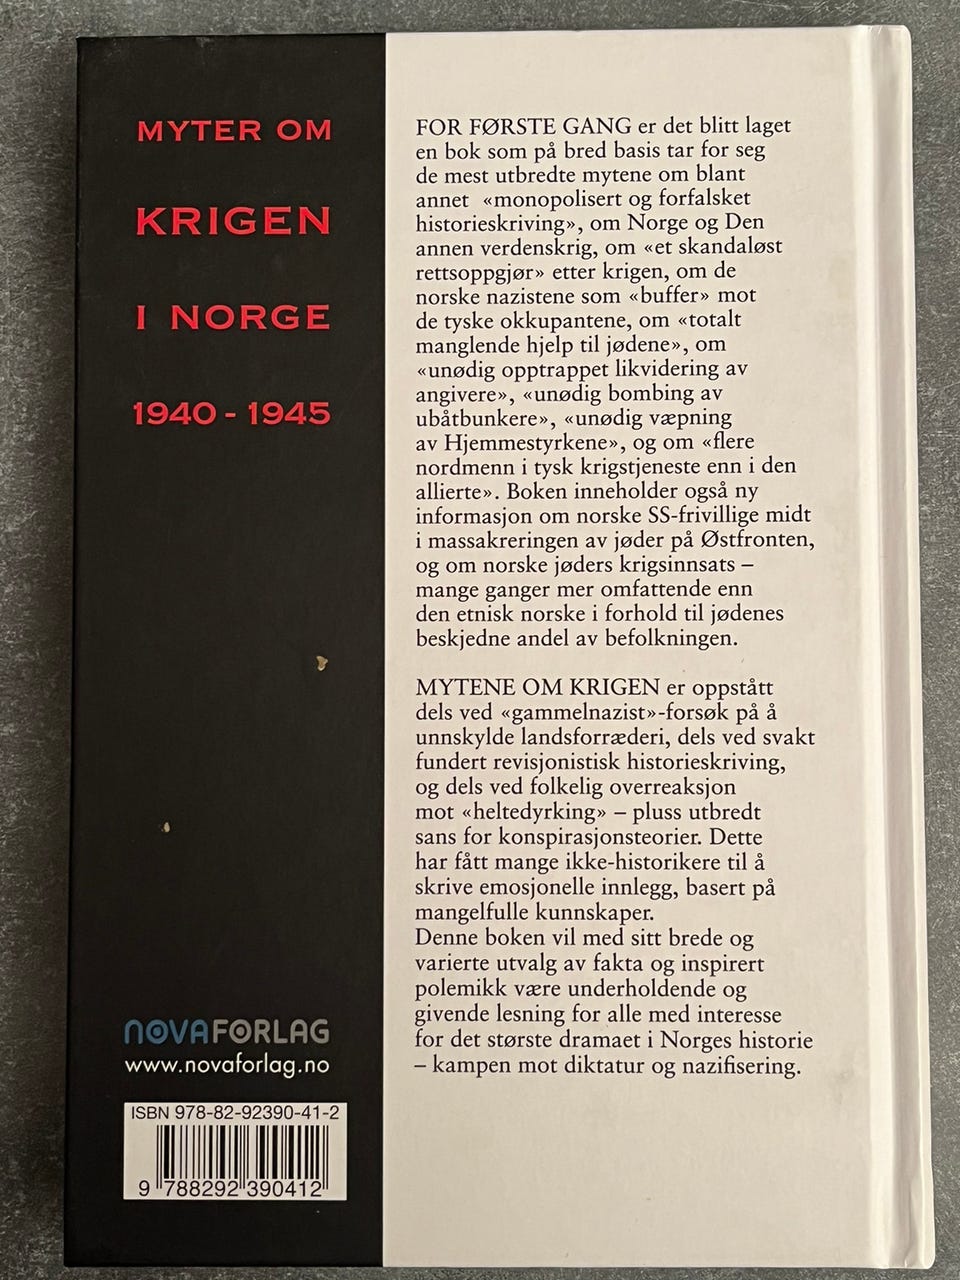 MYTER OM
KRIGEN
I NORGE
1940 - 1945
FOR FØRSTE GANG er det blitt laget
en bok som på bred basis tar for seg
de mest utbredte mytene om blant
annet «monopolisert og forfalsket
historieskriving», om Norge og Den
annen verdenskrig, om «et skandaløst
rettsoppgjør» etter krigen, om de
norske nazistene som «buffer» mot
de tyske okkupantene, om «totalt
manglende hjelp til jødene», om
«unødig opptrappet likvidering av
angivere», «unødig bombing av
ubåtbunkere», «unødig væpning
av Hjemmestyrkene», og om «flere
nordmenn i tysk krigstjeneste enn i den
allierte». Boken inneholder også ny
informasjon om norske SS-frivillige midt
i massakreringen av jøder på Østfronten,
og om norske jøders krigsinnsats –
mange ganger mer omfattende enn
den etnisk norske i forhold til jødenes
beskjedne andel av befolkningen.
MYTENE OM KRIGEN er oppstått
dels ved «gammelnazist»-forsøk på å
unnskylde landsforræderi, dels ved svakt
fundert revisjonistisk historieskriving,
og dels ved folkelig overreaksjon
mot «heltedyrking» – pluss utbredt
sans for konspirasjonsteorier. Dette
har fått mange ikke-historikere til å
skrive emosjonelle innlegg, basert på
mangelfulle kunnskaper.
Denne boken vil med sitt brede og
varierte utvalg av fakta og inspirert
polemikk være underholdende og
givende lesning for alle med interesse
for det største dramaet i Norges historie
– kampen mot diktatur og nazifisering.
NOVAFORLAG
www.novaforlag.no
ISBN 978-82-92390-41-2
9 788292 390412